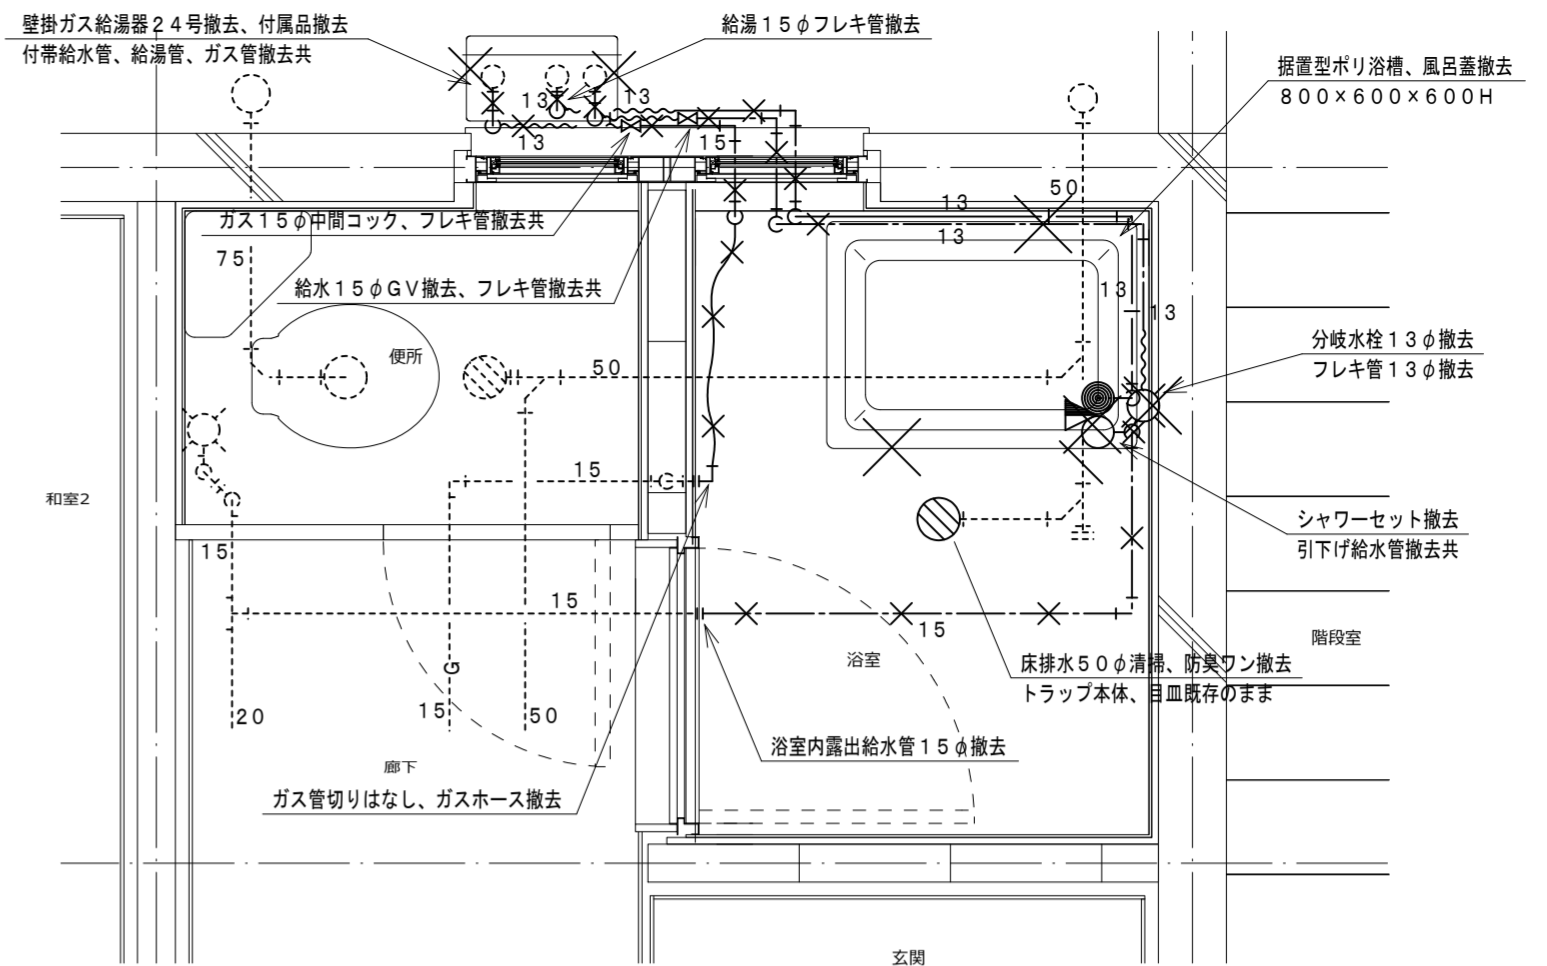 壁掛ガス給湯器２４号撤去、付属品撤去
付帯給水管、給湯管、ガス管撤去共
給湯１５φフレキ管撤去
据置型ポリ浴槽、風呂蓋撤去
８００×６００×６００Ｈ
13
13
13
15
ガス１５φ中間コック、フレキ管撤去共
給水１５φＧＶ撤去、フレキ管撤去共
75
50
13
13
13
13
分岐水栓１３φ撤去
フレキ管１３φ撤去
便所
50
15
C
和室2
シャワーセット撤去
引下げ給水管撤去共
15
15
15
浴室
階段室
床排水５０φ清掃、防臭ワン撤去
トラップ本体、目皿既存のまま
G
20
15
50
浴室内露出給水管１５φ撤去
廊下
ガス管切りはなし、ガスホース撤去
玄関